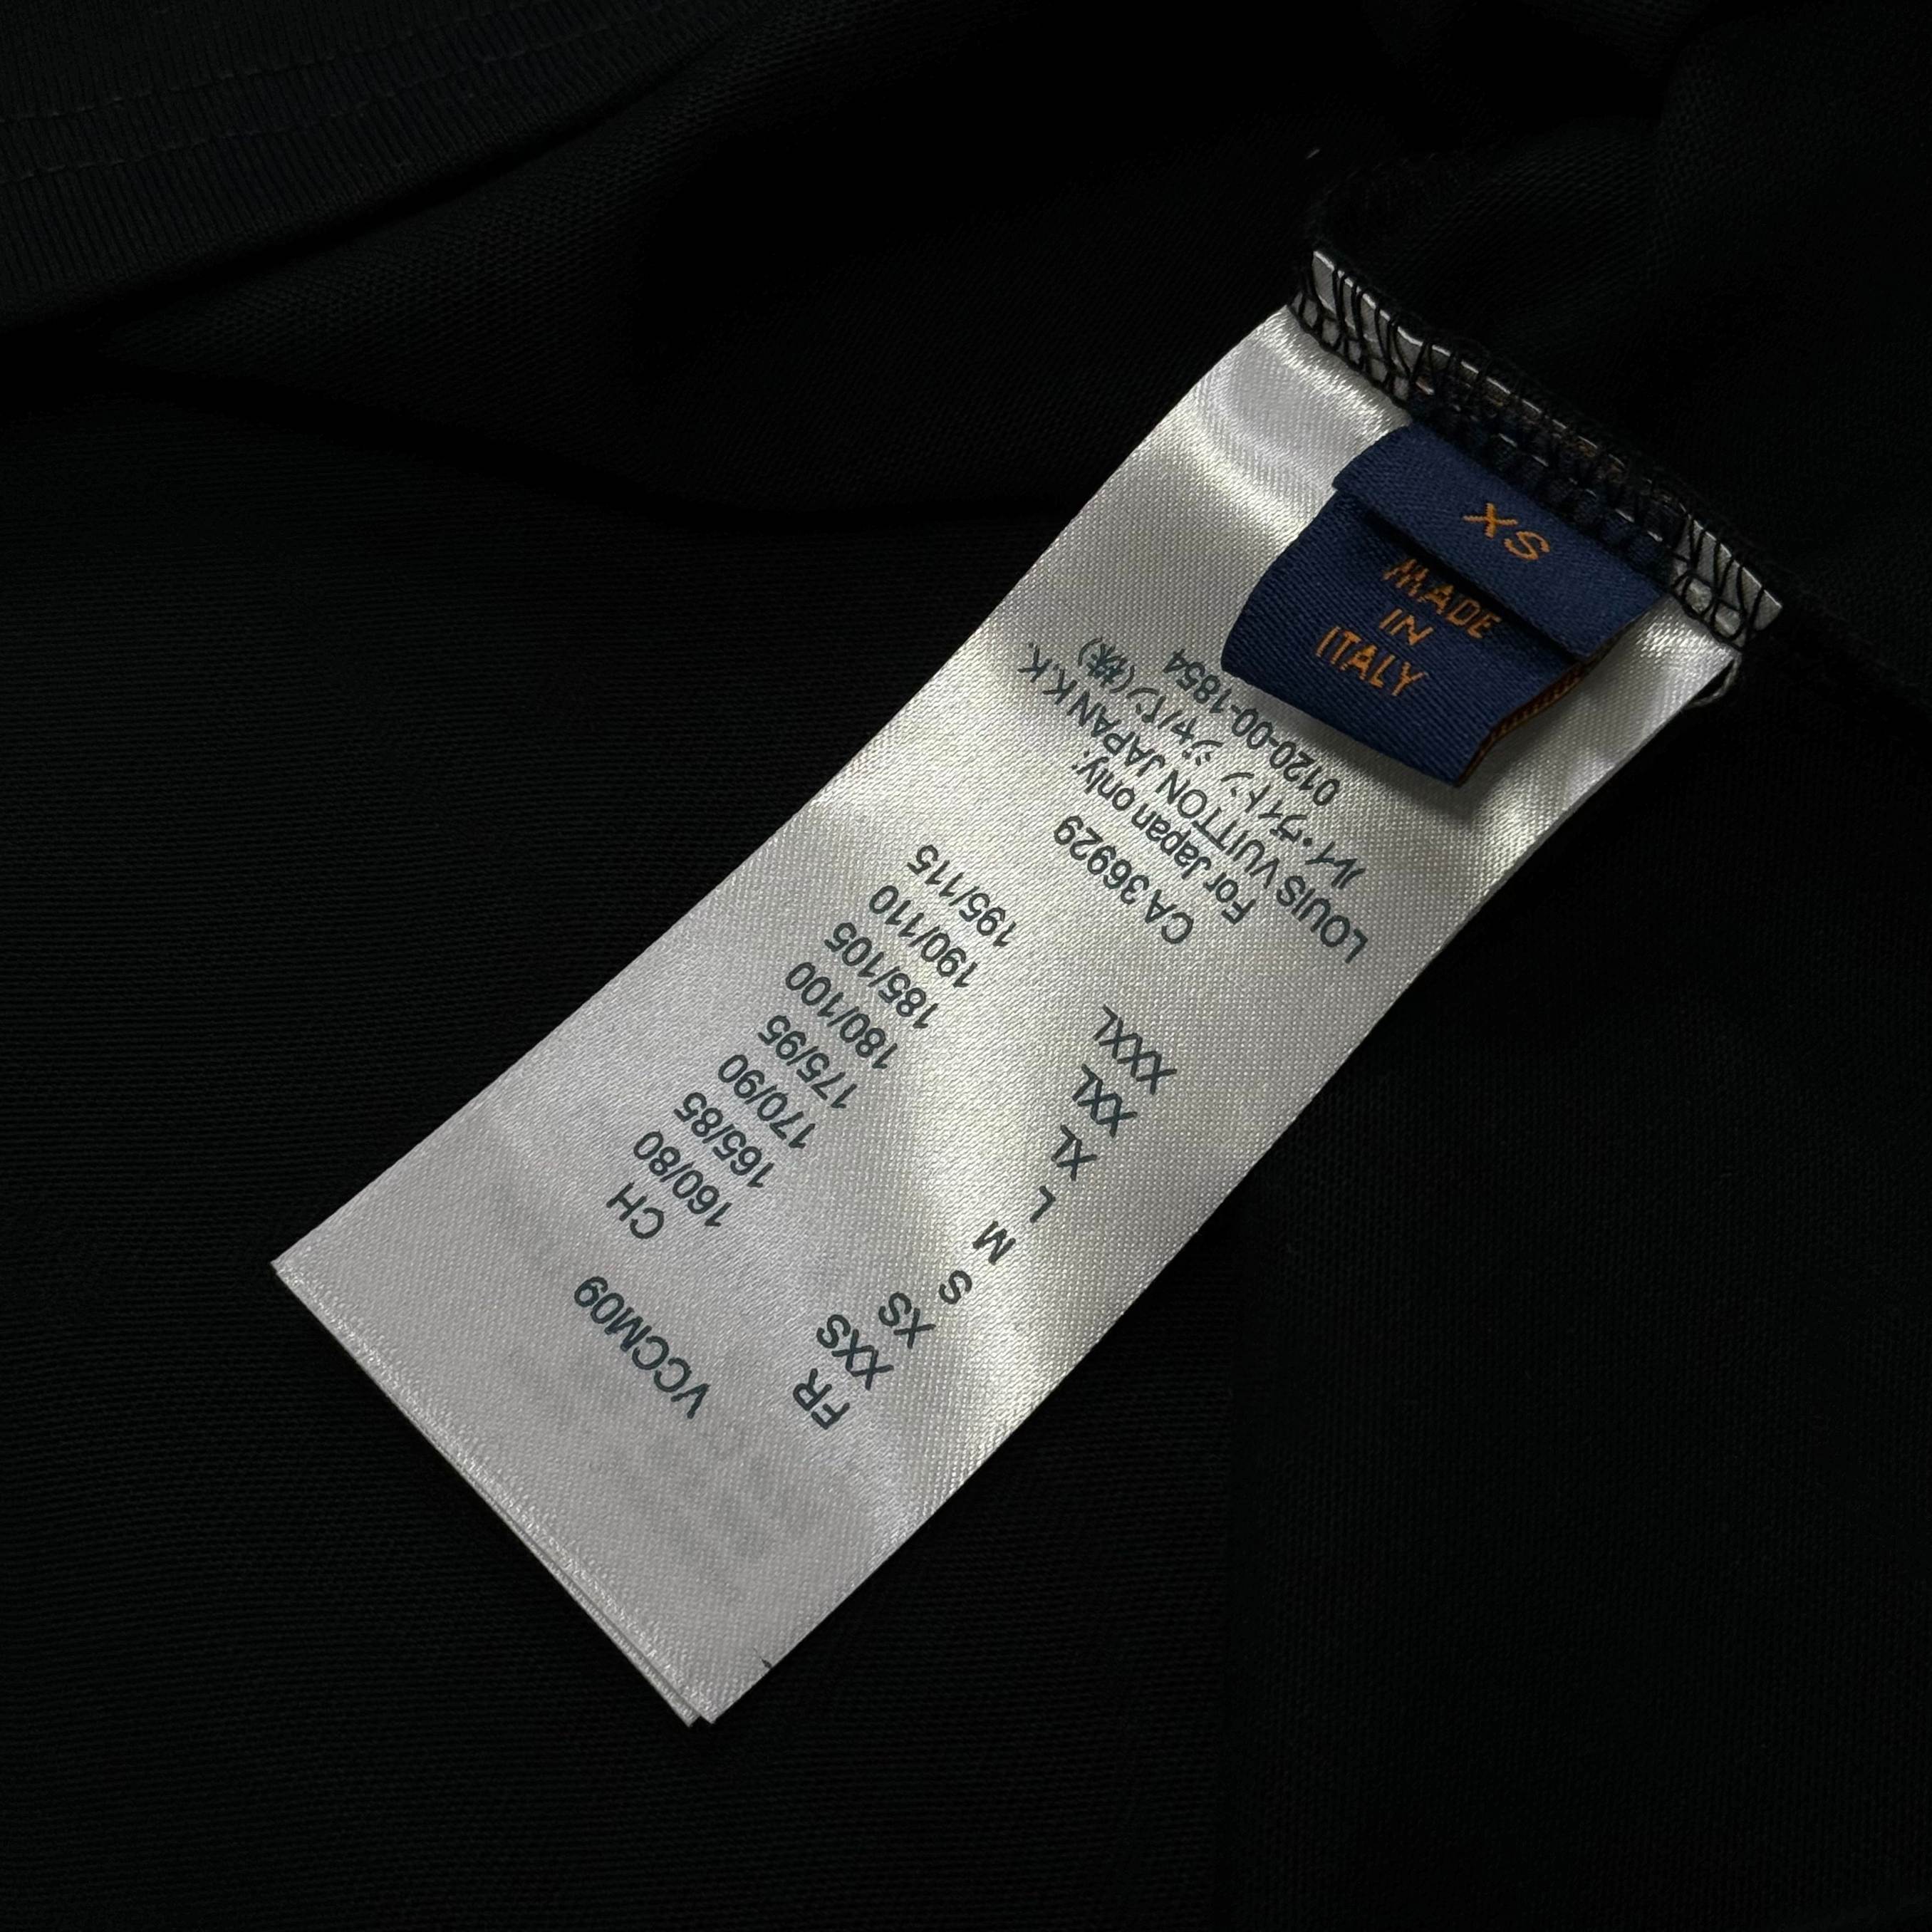 XS
MADE
IN
ITALY
VCCM09
FR CH
XXS 160/80
XS 165/85
S 170/90
M 175/95
L 180/100
XL 185/105
XXL 190/110
XXXL 195/115
CA 36929
For Japan only:
LOUIS VUITTON JAPAN K.K.
ルイ・ヴィトン ジャパン(株)
0120-00-1854